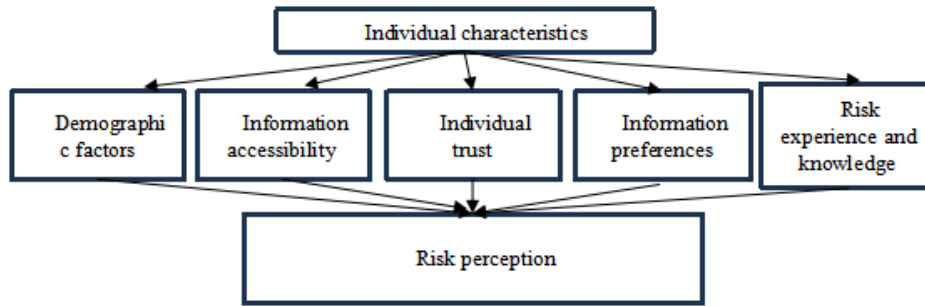 Individual characteristics
Demographi
c factors
Information
accessibility
Individual
trust
Information
preferences
Risk
experience and
knowledge
Risk perception